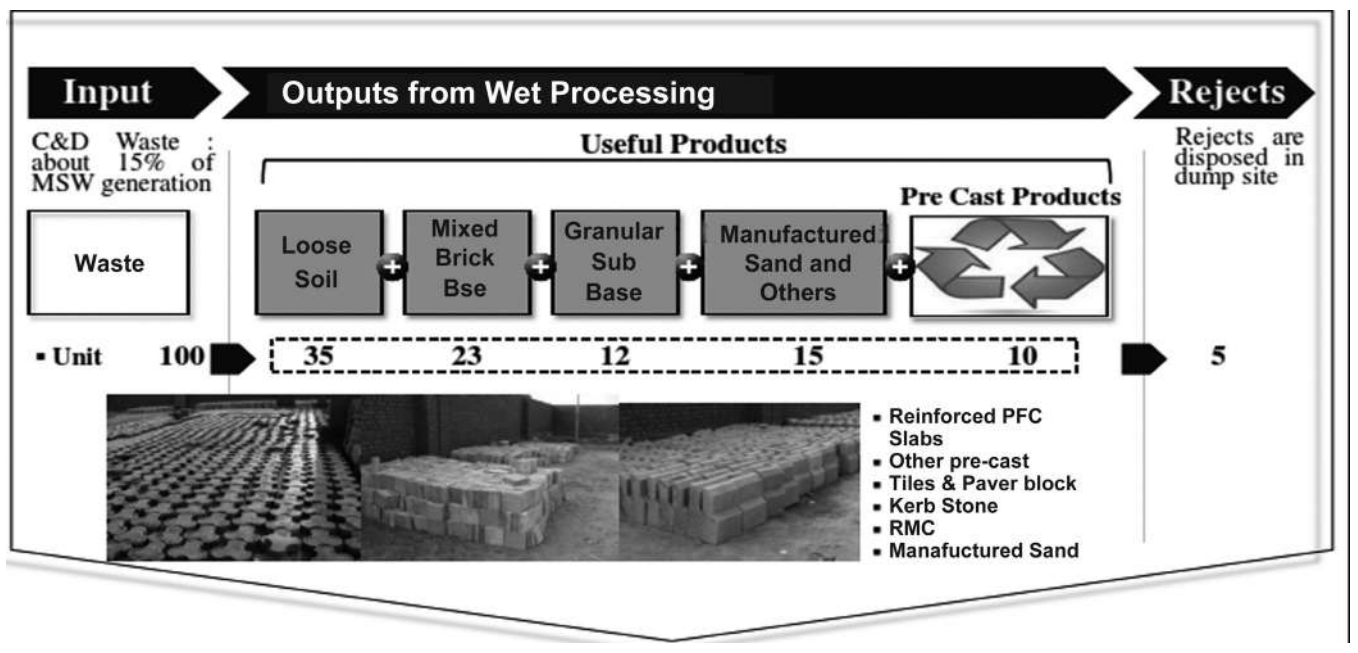 Input
Outputs from Wet Processing
Rejects
C&D Waste :
about 15% of
MSW generation
Useful Products
Rejects are
disposed in
dump site
Pre Cast Products
Waste
Loose
Soil
Mixed
Brick
Bse
Granular
Sub
Base
Manufactured
Sand and
Others
▪ Unit 100 35 23 12 15 10 5
▪ Reinforced PFC
Slabs
▪ Other pre-cast
▪ Tiles & Paver block
▪ Kerb Stone
▪ RMC
▪ Manafuctured Sand